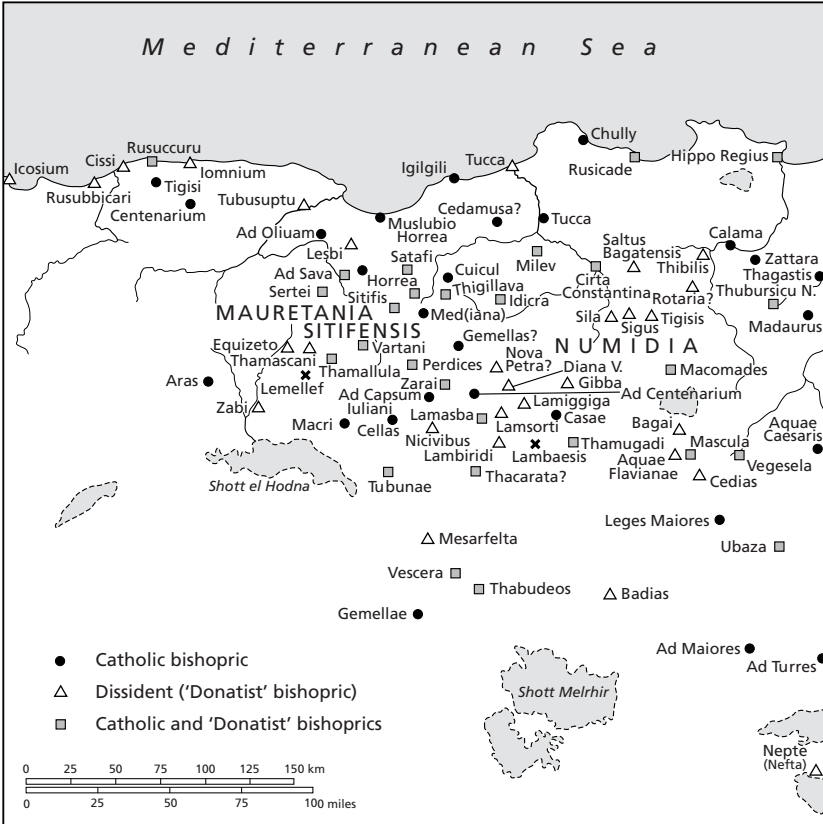 Mediterranean Sea
Chully
Rusuccuru
Cissi
Iomnium
Icosium
Rusubbicari
Tigisi
Centenarium
Tubusuptu
Igilgili
Tucca
Rusicade
Hippo Regius
Cedamusa?
Tucca
Muslubio
Horrea
Ad Oliuam
Lesbi
Satafi
Milev
Saltus
Bagatensis
Calama
Thibilis
Zattara
Thagastis
Ad Sava
Horrea
Cuicul
Thigillava
Cirta
Constantina
Rotaria?
Thubursicu N.
Sertei
Sitifis
Idicra
MAURETANIA
SITIFENSIS
Med(iana)
Sila
Sigus
Tigisis
Madaurus
Gemellas?
NUMIDIA
Equizeto
Thamascani
Vartani
Nova
Petra?
Diana V.
Thamallula
Perdices
Gibba
Macomades
Aras
Lemellef
Zarai
Ad Centenarium
Ad Capsum
Iuliani
Lamiggiga
Zabi
Lamasba
Casae
Bagai
Aquae
Caesaris
Macri
Cellas
Lamsorti
Nicivibus
Thamugadi
Mascula
Lambiridi
Lambaesis
Aquae
Flavianae
Vegesela
Shott el Hodna
Tubunae
Thacarata?
Cedias
Leges Maiores
Mesarfelta
Ubaza
Vescera
Thabudeos
Badias
Gemellae
Ad Maiores
Ad Turres
Catholic bishopric
Dissident ('Donatist' bishopric)
Catholic and 'Donatist' bishoprics
Shott Melrhir
Nepte
(Nefta)
0 25 50 75 100 125 150 km
0 25 50 75 100 miles